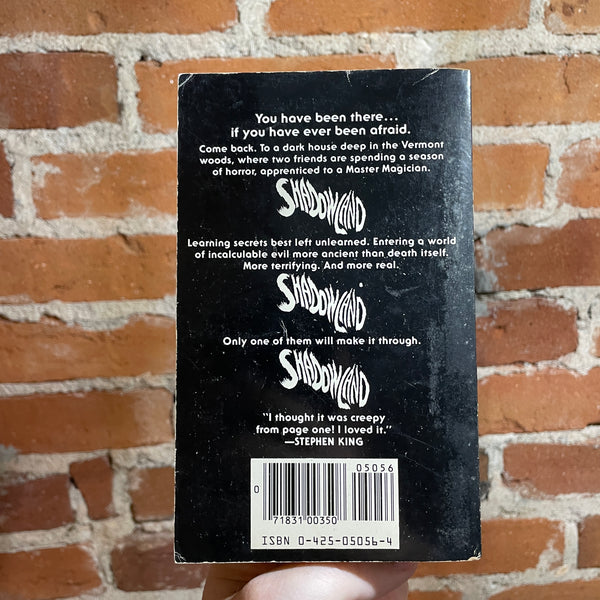 You have been there...
if you have ever been afraid.
Come back. To a dark house deep in the Vermont
woods, where two friends are spending a season
of horror, apprenticed to a Master Magician.
SHADOWLAND
Learning secrets best left unlearned. Entering a world
of incalculable evil more ancient than death itself.
More terrifying. And more real.
SHADOWLAND
Only one of them will make it through.
SHADOWLAND
"I thought it was creepy
from page one! I loved it."
—STEPHEN KING
05056
0
71831 00350
ISBN 0-425-05056-4